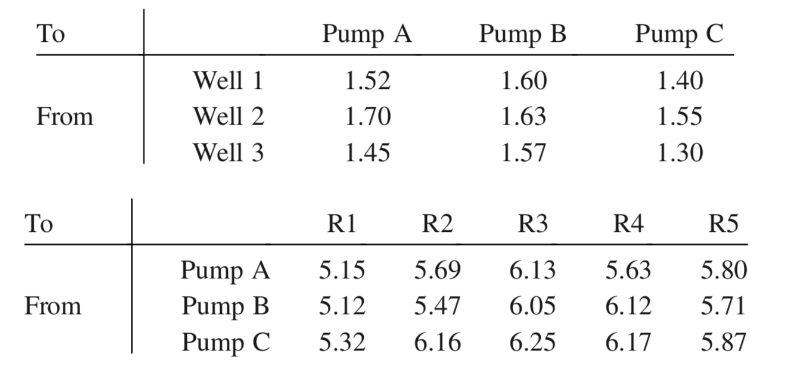 To Pump A Pump B Pump C
Well 1 1.52 1.60 1.40
From Well 2 1.70 1.63 1.55
Well 3 1.45 1.57 1.30
To R1 R2 R3 R4 R5
Pump A 5.15 5.69 6.13 5.63 5.80
From Pump B 5.12 5.47 6.05 6.12 5.71
Pump C 5.32 6.16 6.25 6.17 5.87